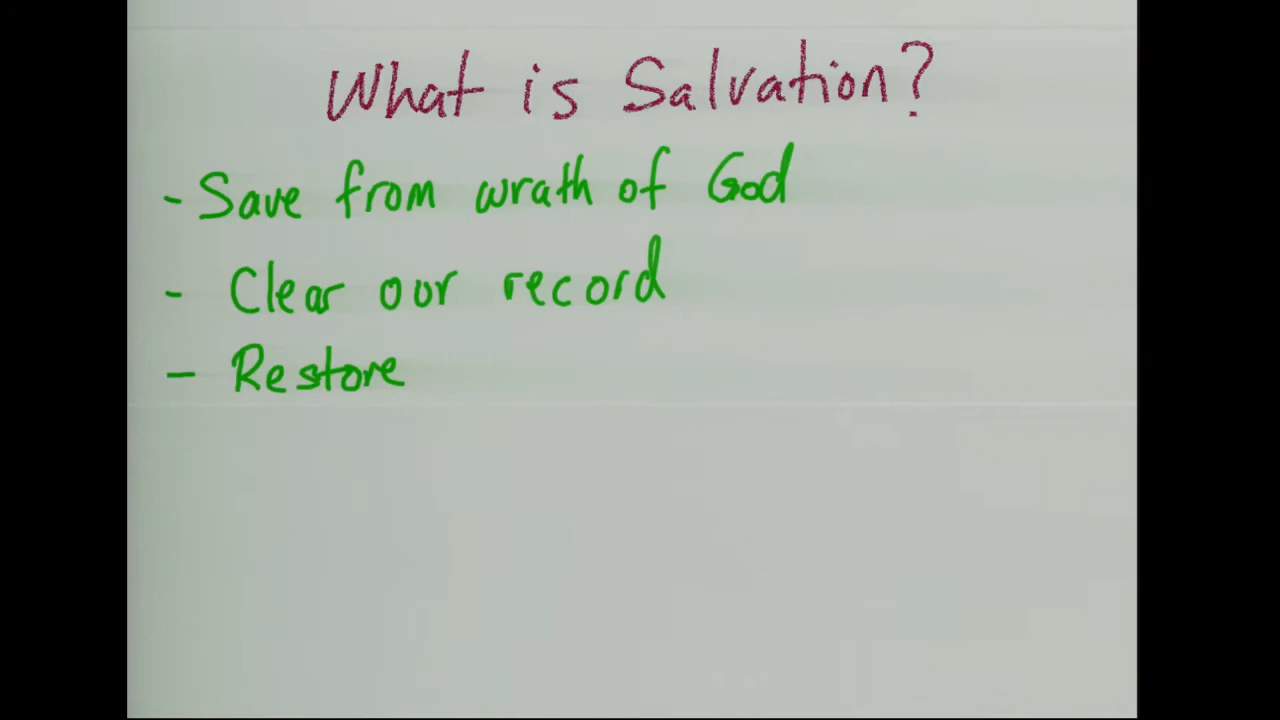 What is Salvation?
- Save from wrath of God
- Clear our record
- Restore